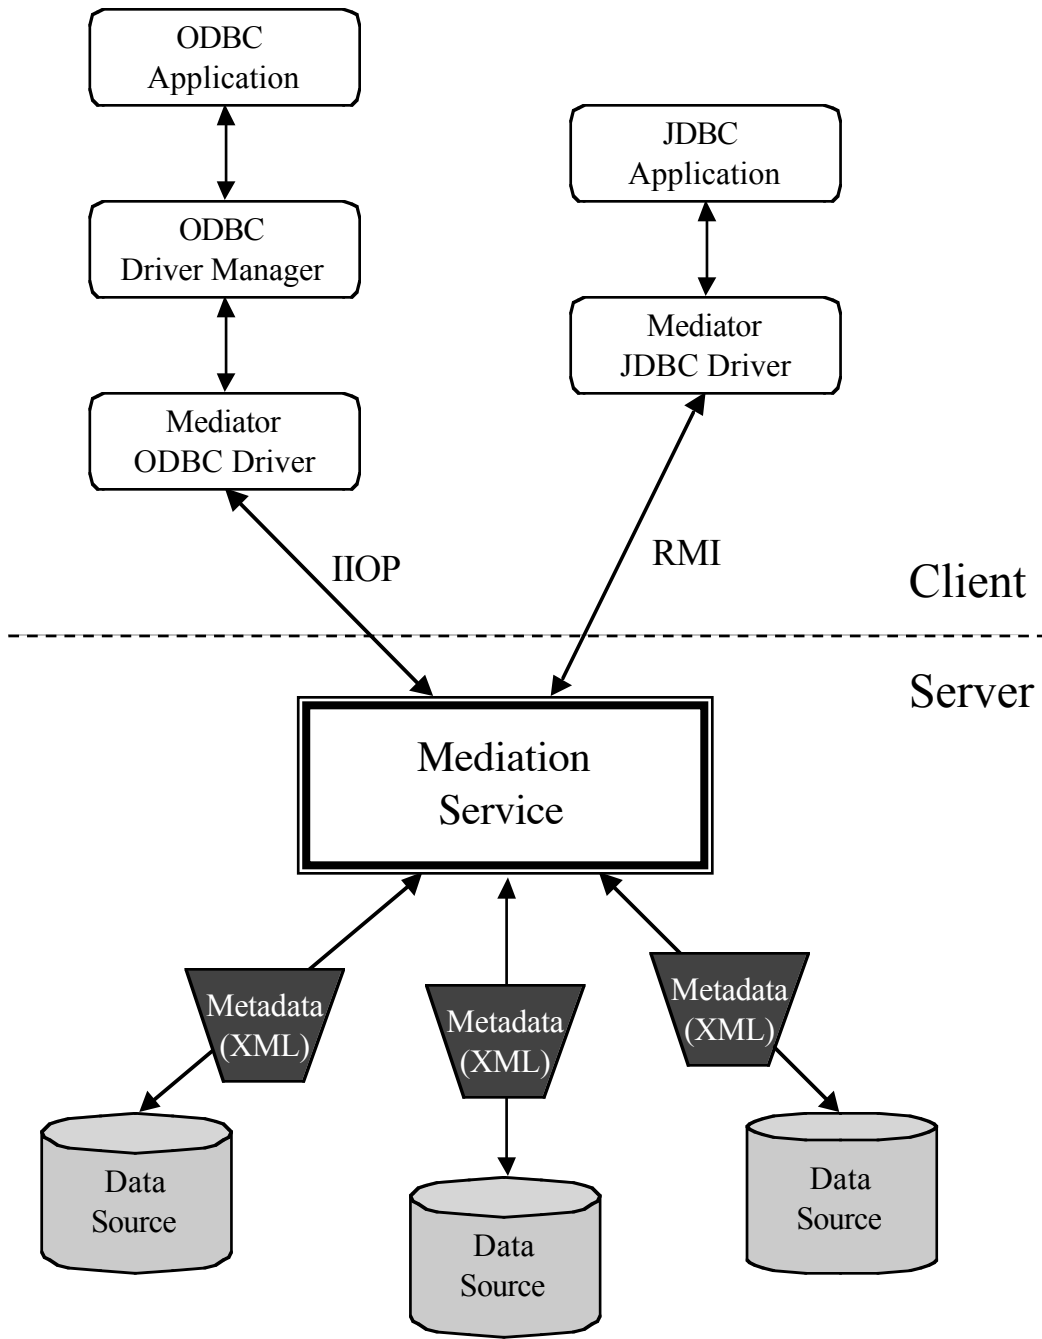 ODBC
Application
JDBC
Application
ODBC
Driver Manager
Mediator
JDBC Driver
Mediator
ODBC Driver
IIOP
RMI
Client
Server
Mediation
Service
Metadata
(XML)
Metadata
(XML)
Metadata
(XML)
Data
Source
Data
Source
Data
Source